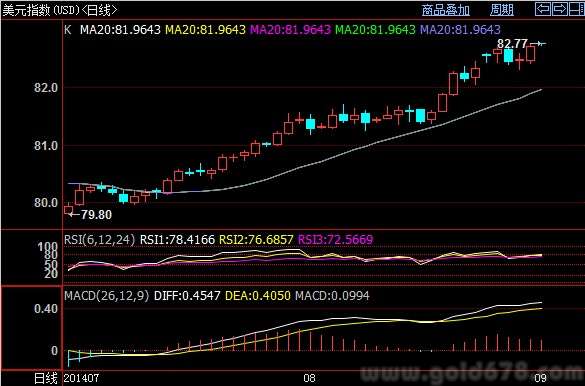 美元指数(USD)<日线> 商品叠加 周期
K MA20:81.9643 MA20:81.9643 MA20:81.9643 MA20:81.9643 MA20:81.9643
82.77
82.0
81.0
80.0
79.80
RSI(6,12,24) RSI1:78.4166 RSI2:76.6857 RSI3:72.5669
100
80
50
20
MACD(26,12,9) DIFF:0.4547 DEA:0.4050 MACD:0.0994
0.40
0
www.gold678.com
日线 201407 08 09